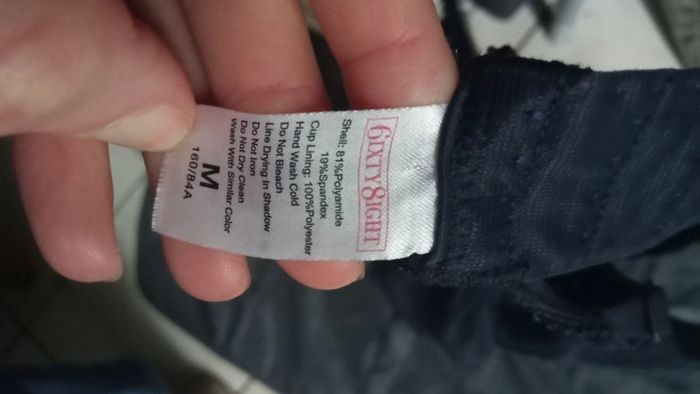 6IXTY8IGHT
Shell: 81%Polyamide
19%Spandex
Cup Lining: 100%Polyester
Hand Wash Cold
Do Not Bleach
Line Drying In Shadow
Do Not Iron
Do Not Dry Clean
Wash With Similar Color
M
160/84A